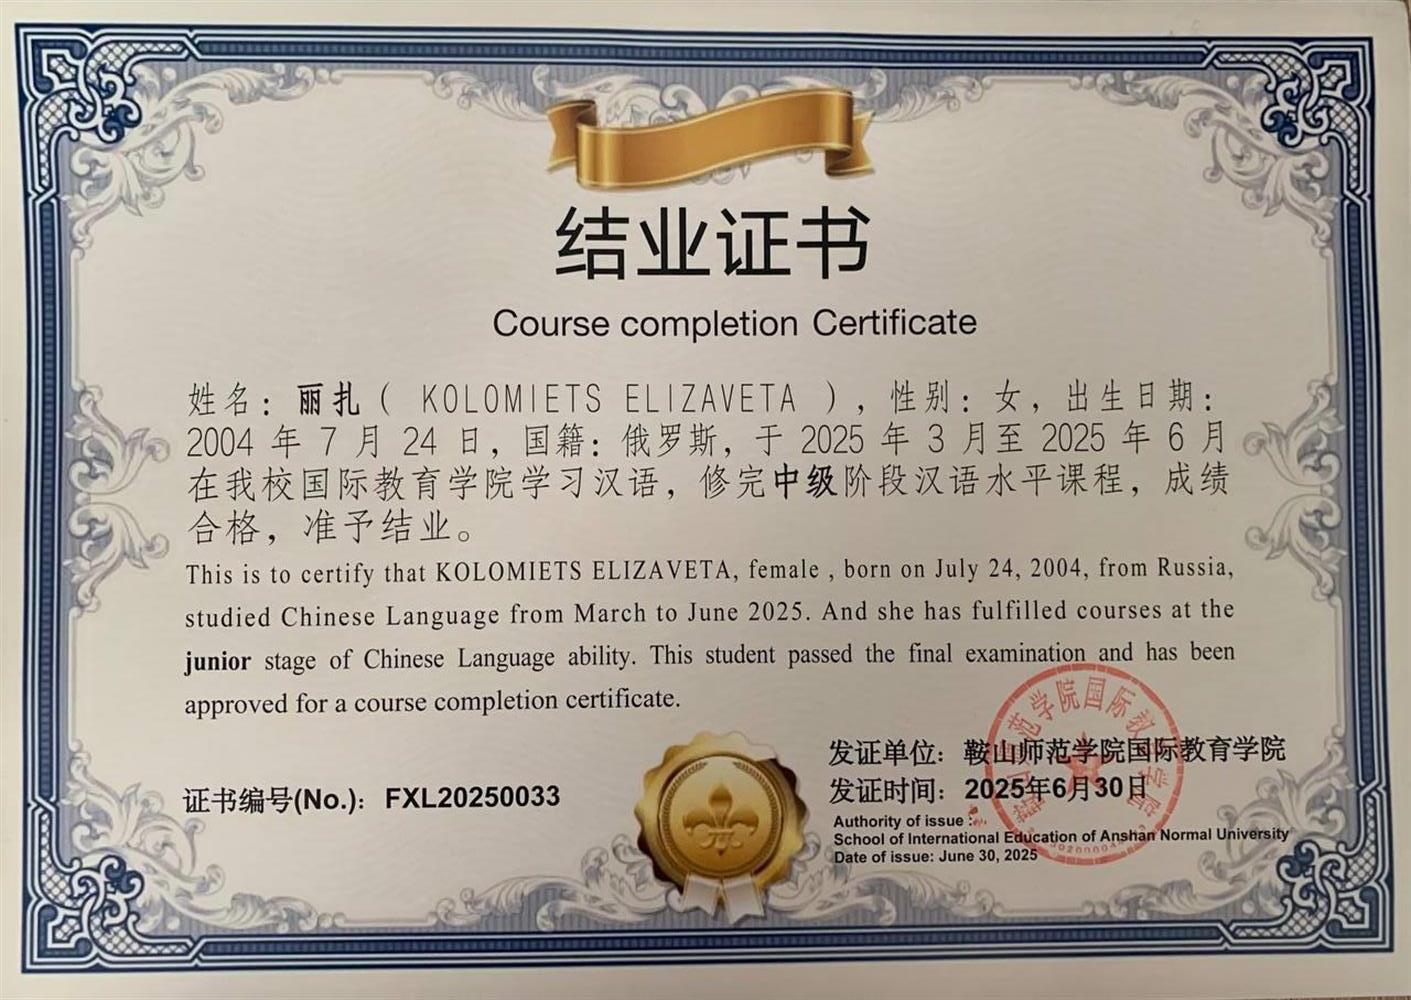 结业证书
Course completion Certificate
姓名：丽扎（ KOLOMIETS ELIZAVETA ），性别：女，出生日期：
2004 年 7 月 24 日，国籍：俄罗斯，于 2025 年 3 月至 2025 年 6 月
在我校国际教育学院学习汉语，修完中级阶段汉语水平课程，成绩
合格，准予结业。
This is to certify that KOLOMIETS ELIZAVETA, female , born on July 24, 2004, from Russia,
studied Chinese Language from March to June 2025. And she has fulfilled courses at the
junior stage of Chinese Language ability. This student passed the final examination and has been
approved for a course completion certificate.
证书编号(No.)：FXL20250033
发证单位：鞍山师范学院国际教育学院
发证时间：2025年6月30日
Authority of issue :
School of International Education of Anshan Normal University
Date of issue: June 30, 2025